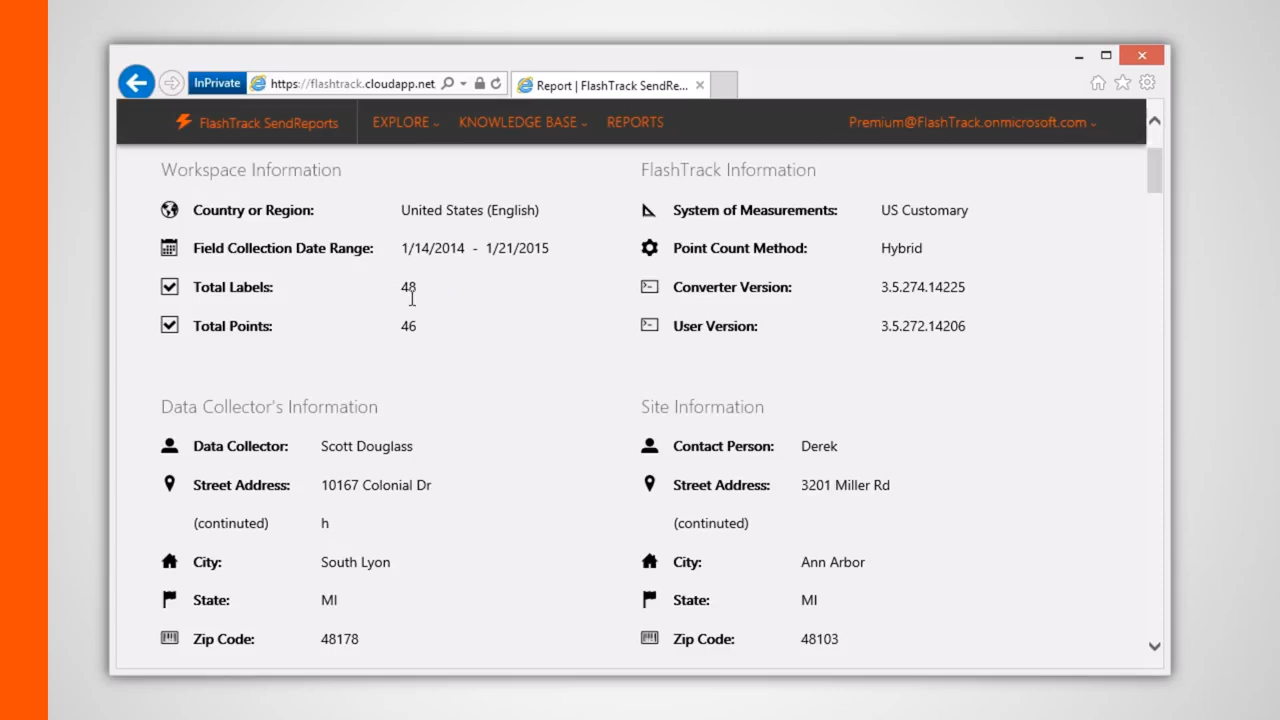 InPrivate https://flashtrack.cloudapp.net Report | FlashTrack SendRe...
FlashTrack SendReports EXPLORE KNOWLEDGE BASE REPORTS Premium@FlashTrack.onmicrosoft.com
Workspace Information
Country or Region: United States (English)
Field Collection Date Range: 1/14/2014 - 1/21/2015
Total Labels: 48
Total Points: 46
FlashTrack Information
System of Measurements: US Customary
Point Count Method: Hybrid
Converter Version: 3.5.274.14225
User Version: 3.5.272.14206
Data Collector's Information
Data Collector: Scott Douglass
Street Address: 10167 Colonial Dr
(continuted) h
City: South Lyon
State: MI
Zip Code: 48178
Site Information
Contact Person: Derek
Street Address: 3201 Miller Rd
(continuted)
City: Ann Arbor
State: MI
Zip Code: 48103